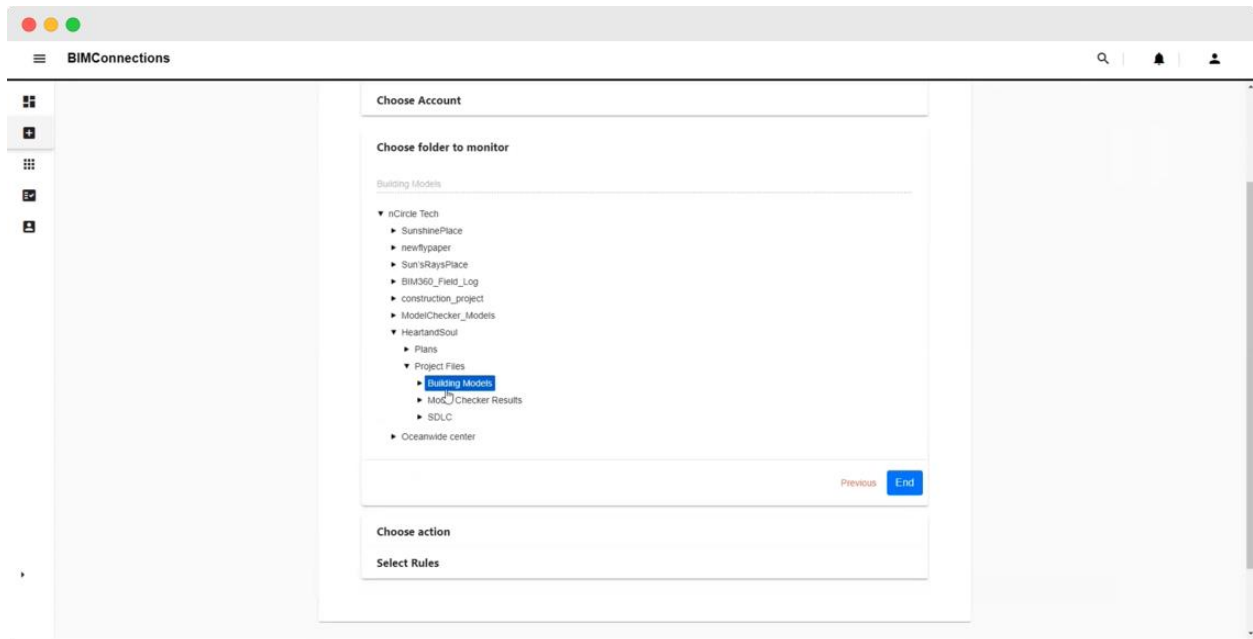 BIMConnections
Choose Account
Choose folder to monitor
Building Models
nCircle Tech
SunshinePlace
newflypaper
Sun'sRaysPlace
BIM360_Field_Log
construction_project
ModelChecker_Models
HeartandSoul
Plans
Project Files
Building Models
Checker Results
SDLC
Oceanwide center
Previous End
Choose action
Select Rules